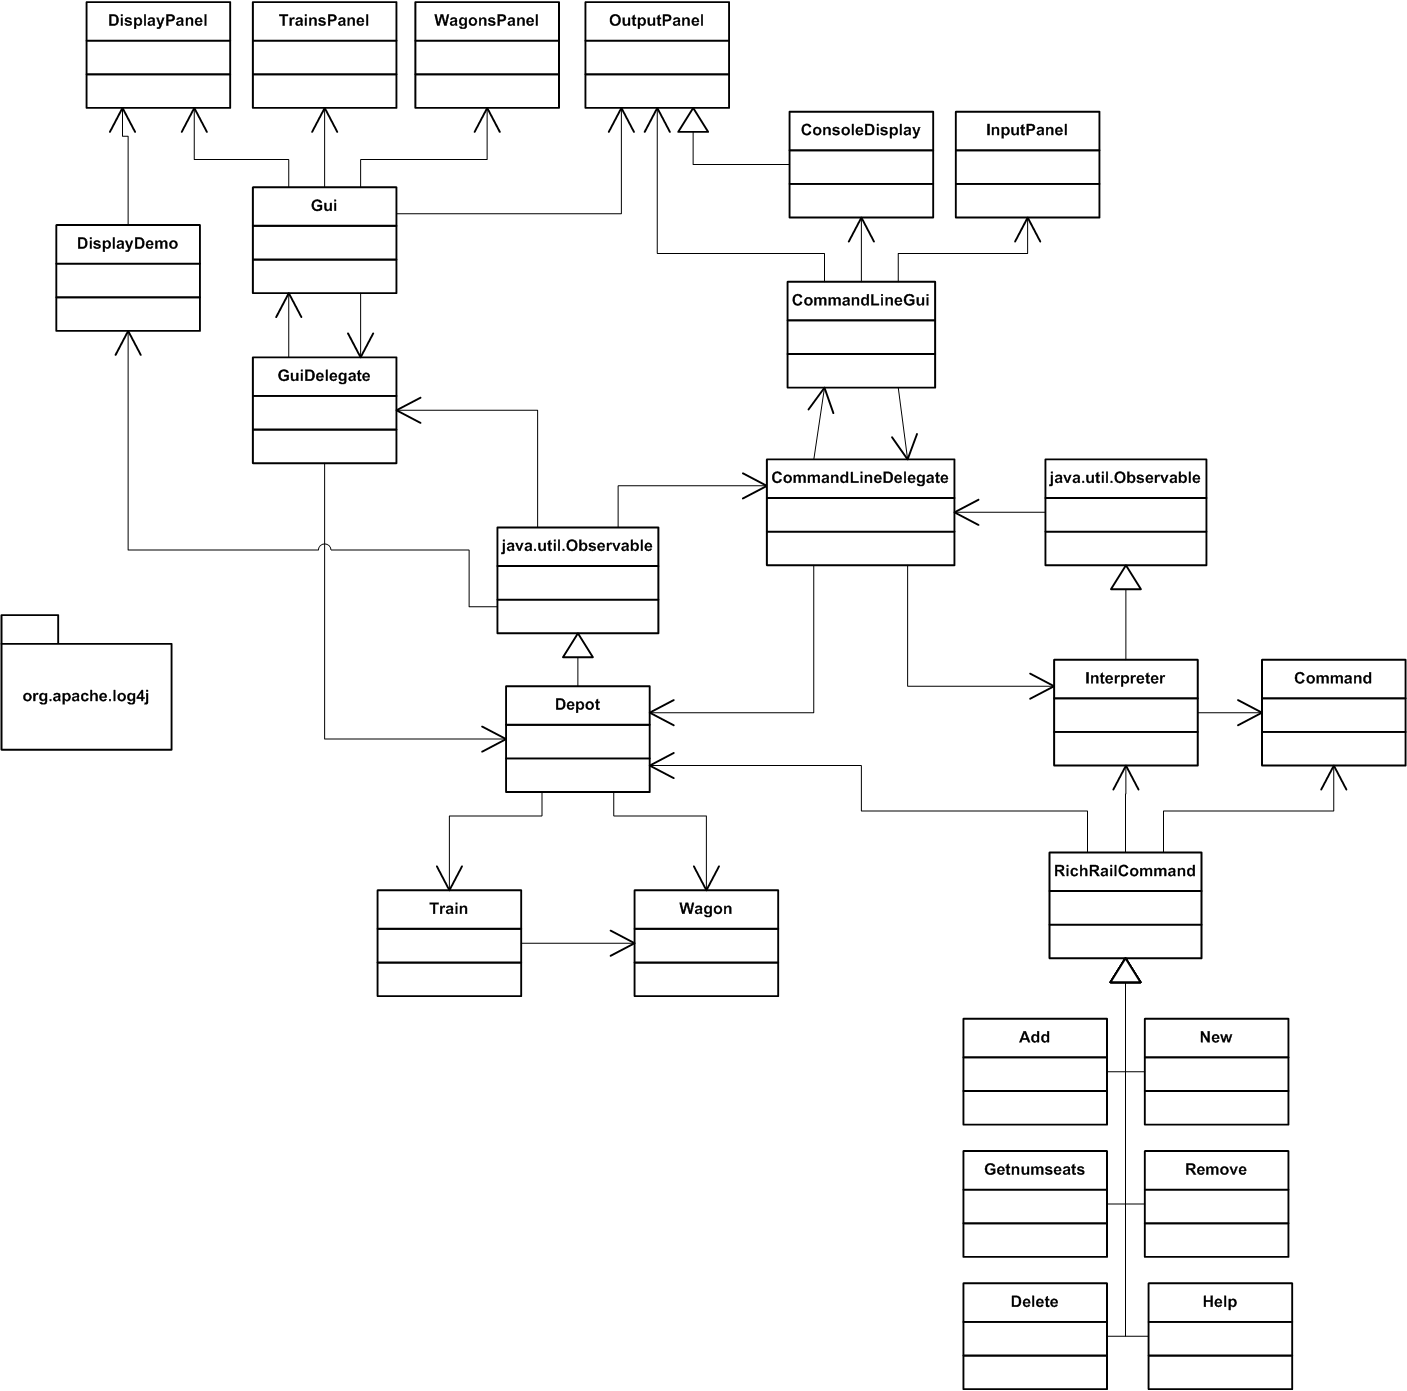 DisplayPanel
TrainsPanel
WagonsPanel
OutputPanel
ConsoleDisplay
InputPanel
Gui
DisplayDemo
CommandLineGui
GuiDelegate
CommandLineDelegate
java.util.Observable
java.util.Observable
org.apache.log4j
Depot
Interpreter
Command
RichRailCommand
Train
Wagon
Add
New
Getnumseats
Remove
Delete
Help